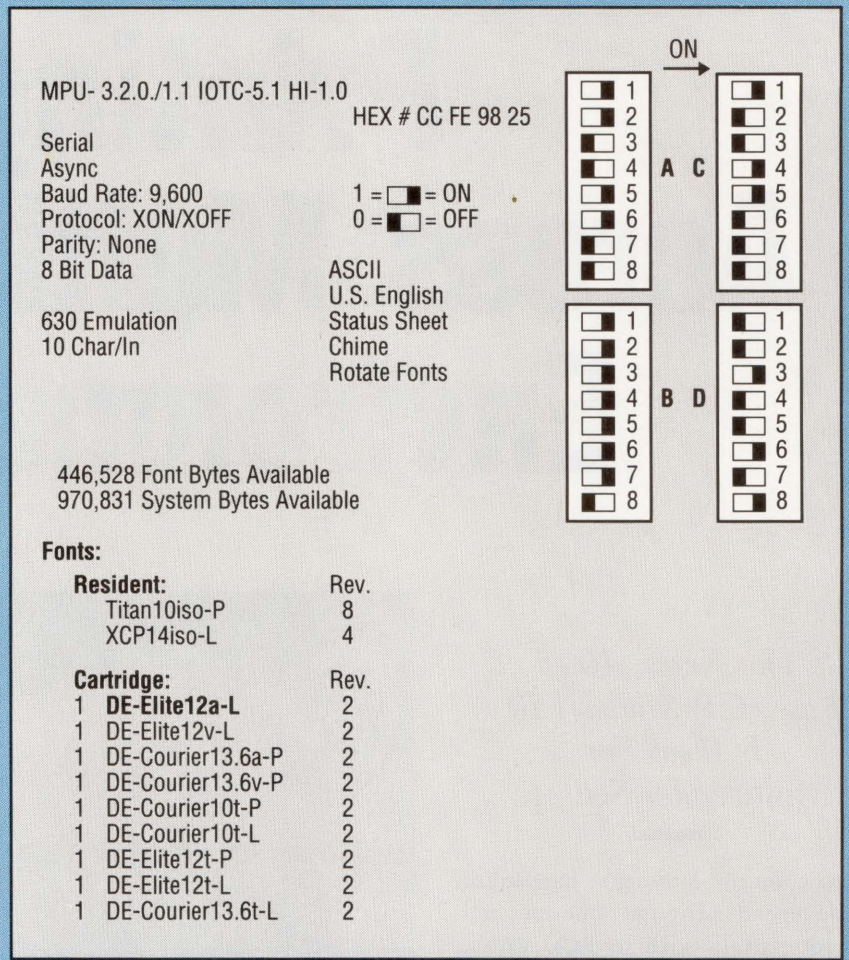 ON
MPU- 3.2.0./1.1 IOTC-5.1 HI-1.0
HEX # CC FE 98 25
Serial
Async
Baud Rate: 9,600
Protocol: XON/XOFF
Parity: None
8 Bit Data
1 = = ON
0 = = OFF
ASCII
U.S. English
Status Sheet
Chime
Rotate Fonts
630 Emulation
10 Char/In
1
2
3
4
5
6
7
8
A C
1
2
3
4
5
6
7
8
1
2
3
4
5
6
7
8
B D
1
2
3
4
5
6
7
8
446,528 Font Bytes Available
970,831 System Bytes Available
Fonts:
Resident: Rev.
Titan10iso-P 8
XCP14iso-L 4
Cartridge: Rev.
1 DE-Elite12a-L 2
1 DE-Elite12v-L 2
1 DE-Courier13.6a-P 2
1 DE-Courier13.6v-P 2
1 DE-Courier10t-P 2
1 DE-Courier10t-L 2
1 DE-Elite12t-P 2
1 DE-Elite12t-L 2
1 DE-Courier13.6t-L 2